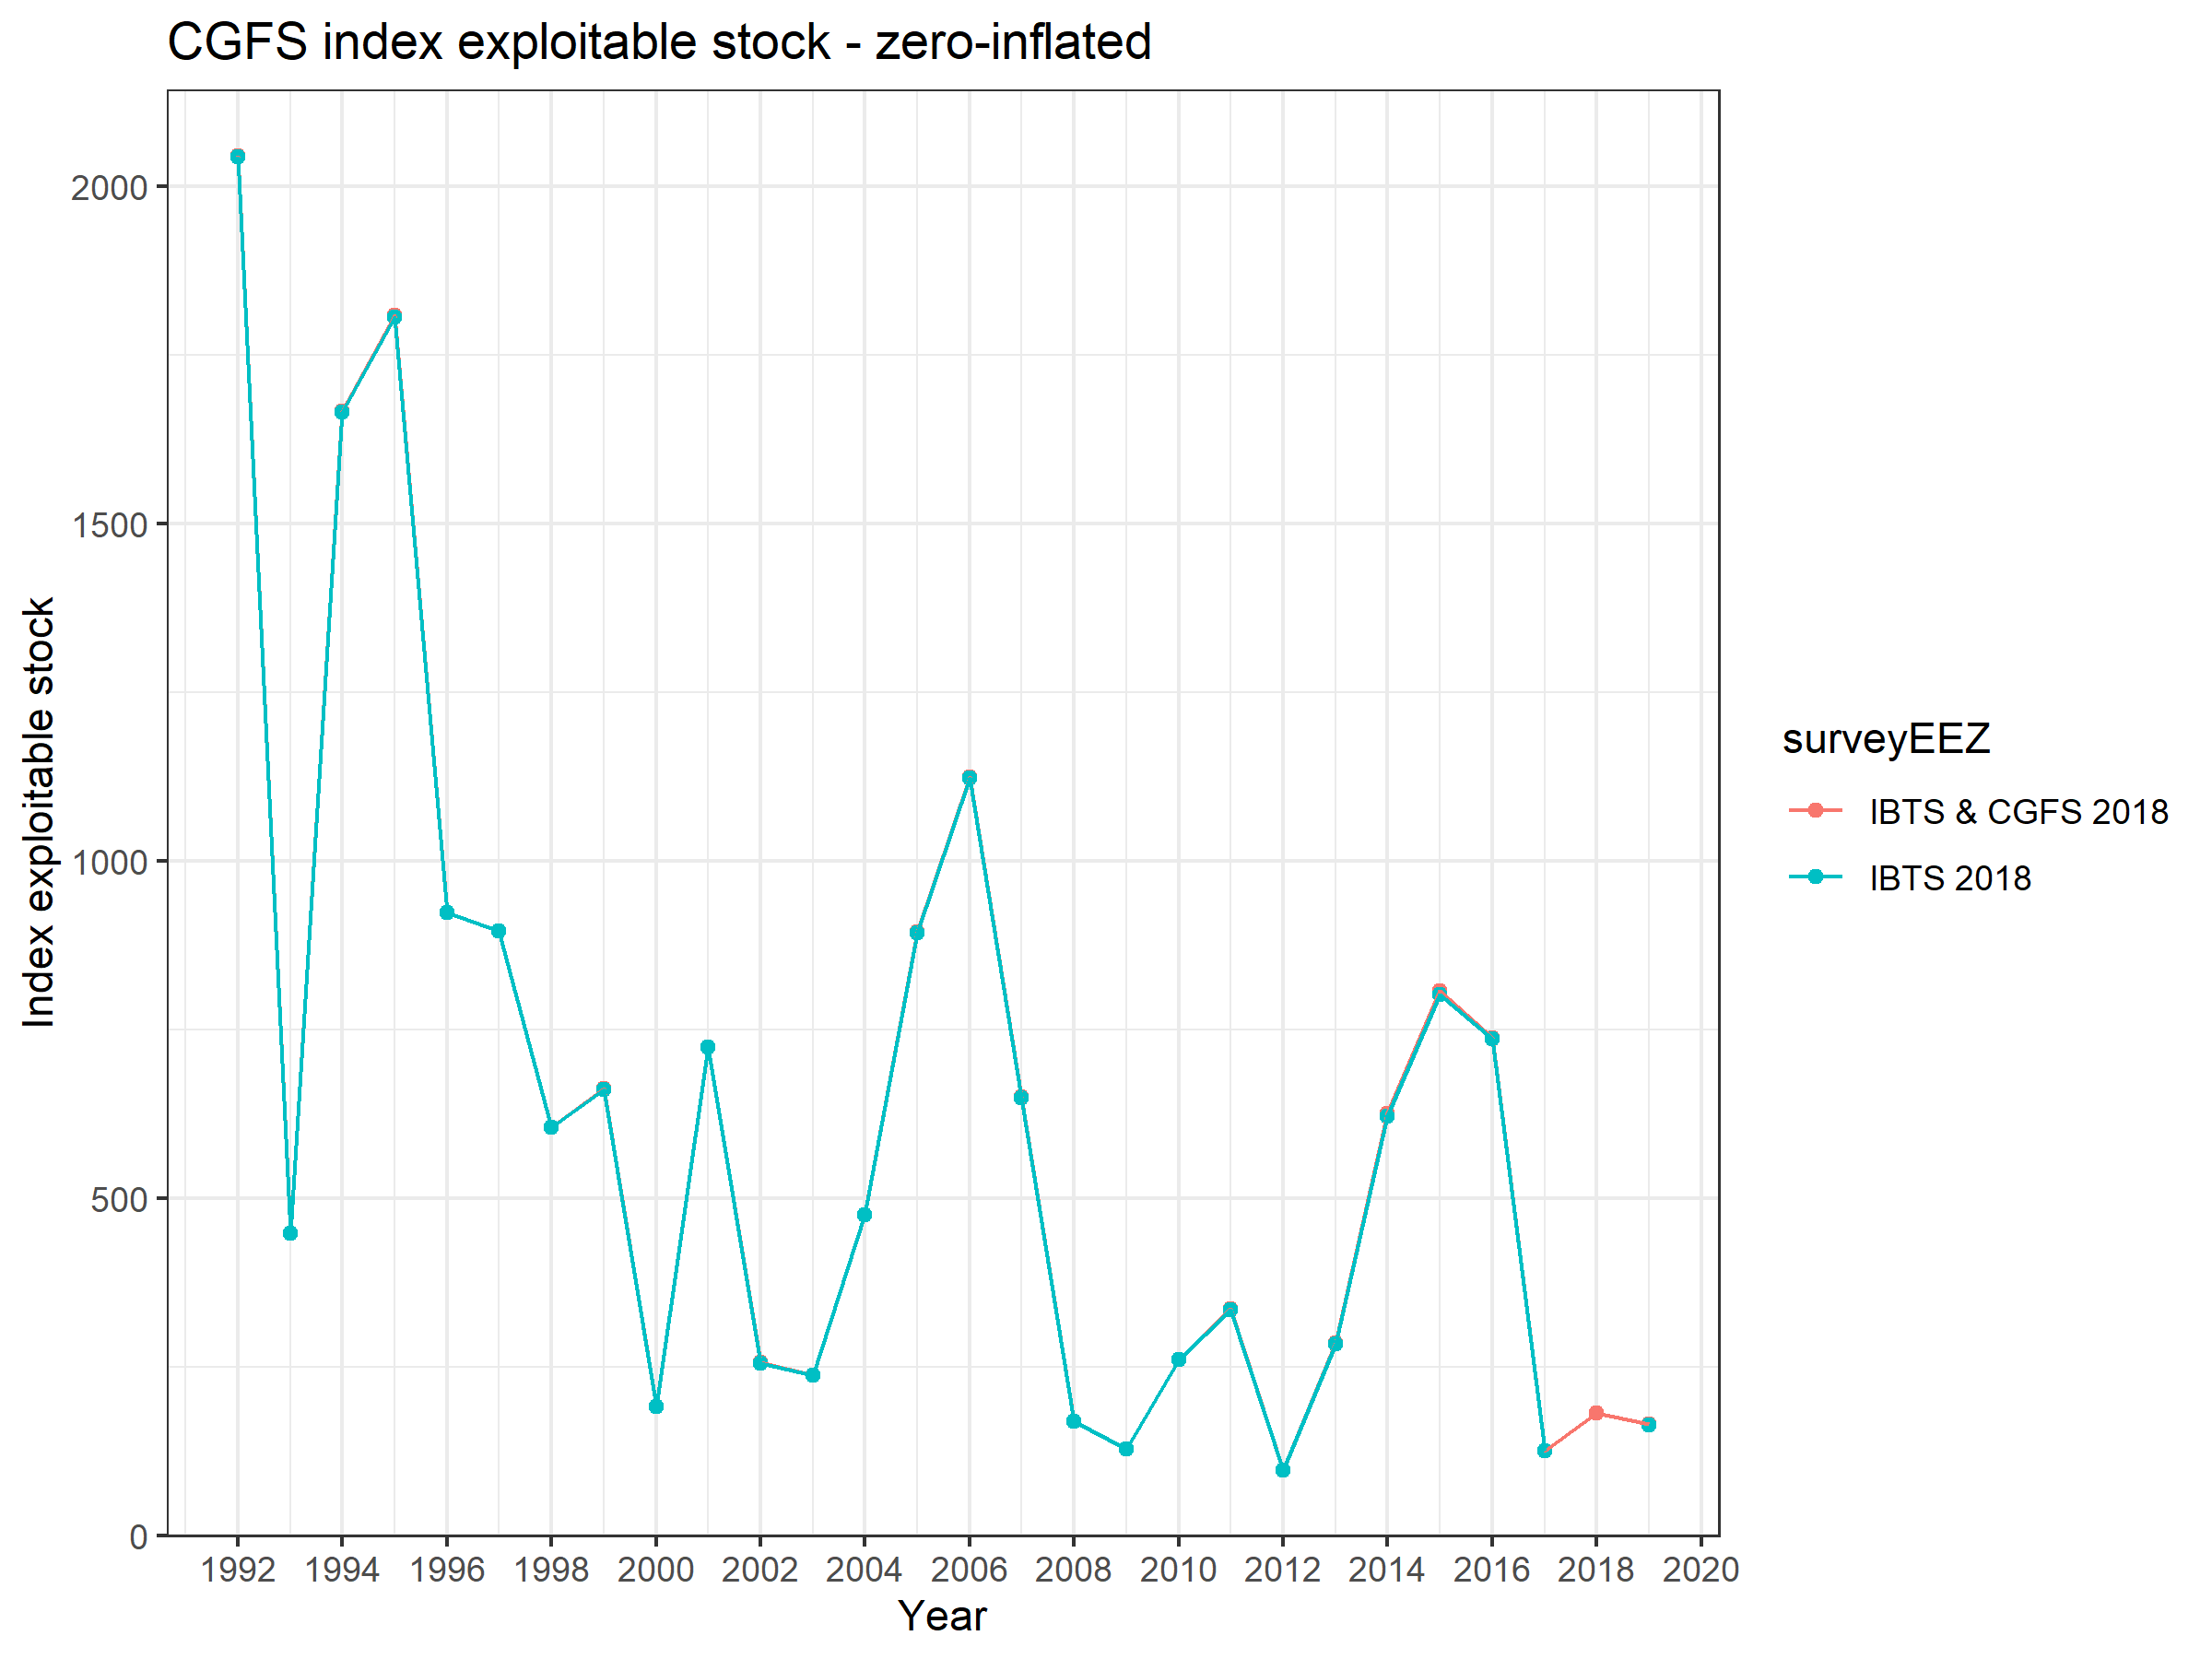 CGFS index exploitable stock - zero-inflated
Index exploitable stock
2000
1500
1000
500
0
1992 1994 1996 1998 2000 2002 2004 2006 2008 2010 2012 2014 2016 2018 2020
Year
surveyEEZ
IBTS & CGFS 2018
IBTS 2018